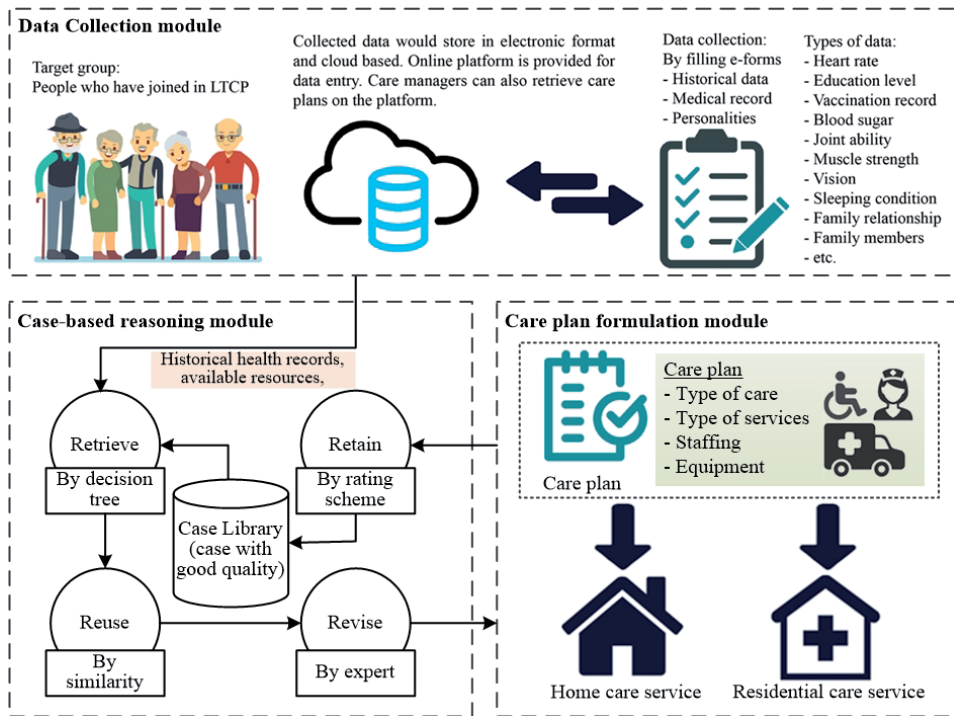 Data Collection module
Target group:
People who have joined in LTCP
Collected data would store in electronic format
and cloud based. Online platform is provided for
data entry. Care managers can also retrieve care
plans on the platform.
Data collection:
By filling e-forms
- Historical data
- Medical record
- Personalities
Types of data:
- Heart rate
- Education level
- Vaccination record
- Blood sugar
- Joint ability
- Muscle strength
- Vision
- Sleeping condition
- Family relationship
- Family members
- etc.
Case-based reasoning module
Historical health records,
available resources,
Retrieve
By decision
tree
Retain
By rating
scheme
Case Library
(case with
good quality)
Reuse
By
similarity
Revise
By expert
Care plan formulation module
Care plan
Care plan
- Type of care
- Type of services
- Staffing
- Equipment
Home care service
Residential care service